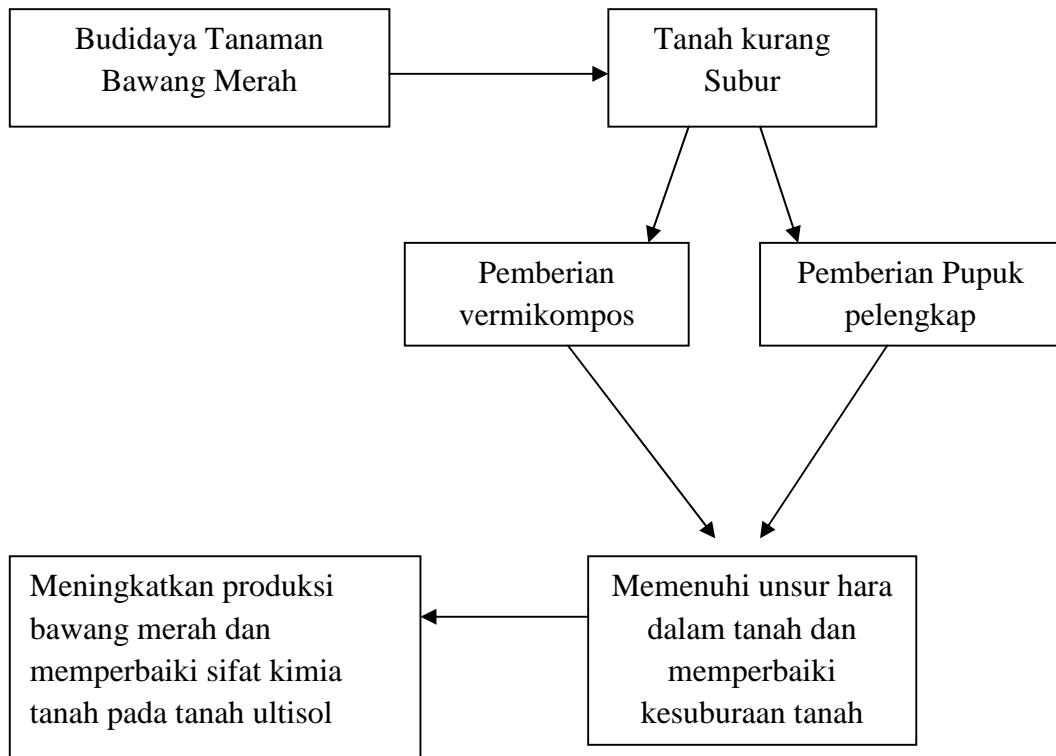 Budidaya Tanaman
Bawang Merah
Tanah kurang
Subur
Pemberian
vermikompos
Pemberian Pupuk
pelengkap
Memenuhi unsur hara
dalam tanah dan
memperbaiki
kesuburaan tanah
Meningkatkan produksi
bawang merah dan
memperbaiki sifat kimia
tanah pada tanah ultisol